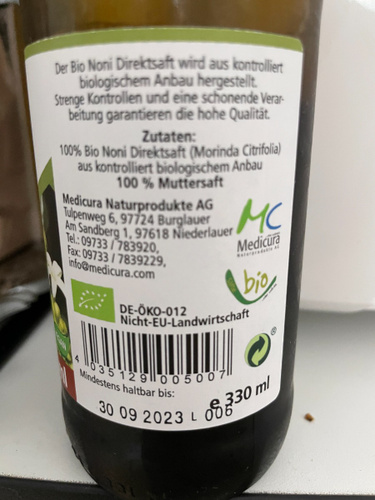 Der Bio Noni Direktsaft wird aus kontrolliert
biologischem Anbau hergestellt.
Strenge Kontrollen und eine schonende Verar-
beitung garantieren die hohe Qualität.
Zutaten:
100% Bio Noni Direktsaft (Morinda Citrifolia)
aus kontrolliert biologischem Anbau
100 % Muttersaft
Medicura Naturprodukte AG
Tulpenweg 6, 97724 Burglauer
Am Sandberg 1, 97618 Niederlauer
Tel.: 09733 / 783920,
Fax: 09733 / 7839229,
info@medicura.com
MC
Medicura
Naturprodukte AG
bio
DE-ÖKO-012
Nicht-EU-Landwirtschaft
4 035129 005007
®
Mindestens haltbar bis:
e 330 ml
30 09 2023 L 006